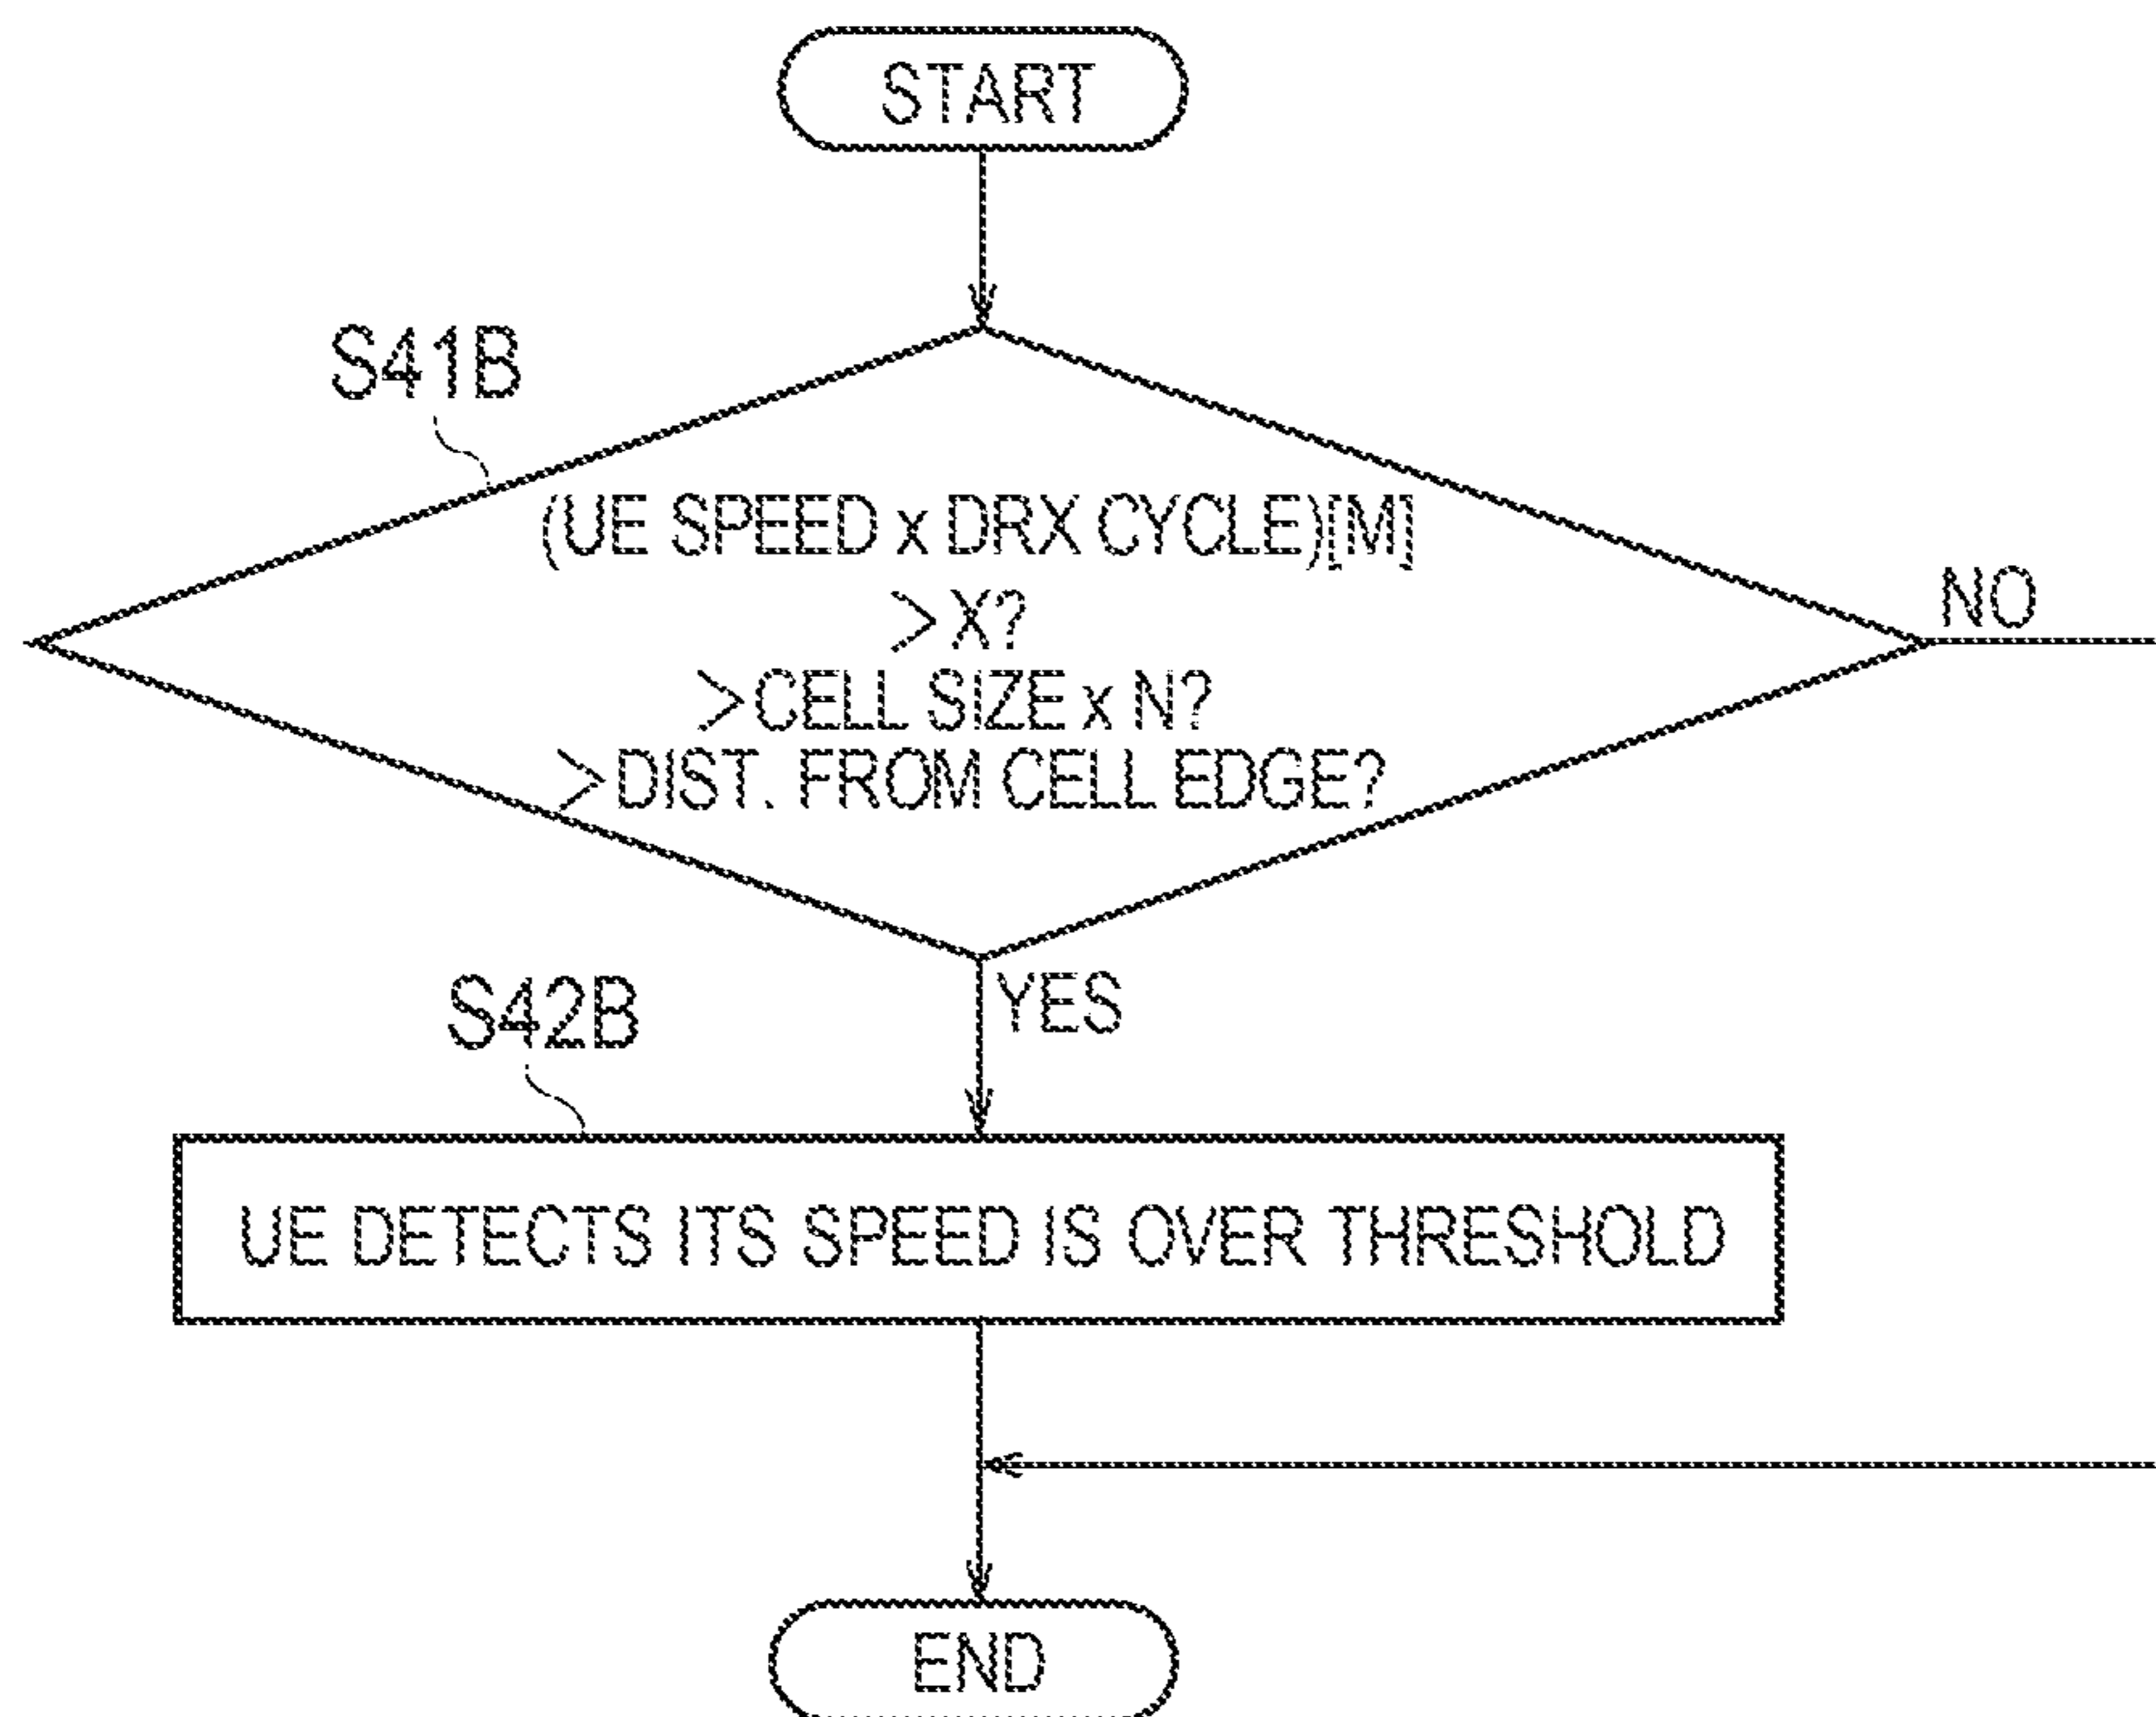 START
S41B
(UE SPEED x DRX CYCLE)[M]
>X?
>CELL SIZE x N?
>DIST. FROM CELL EDGE?
NO
YES
S42B
UE DETECTS ITS SPEED IS OVER THRESHOLD
END